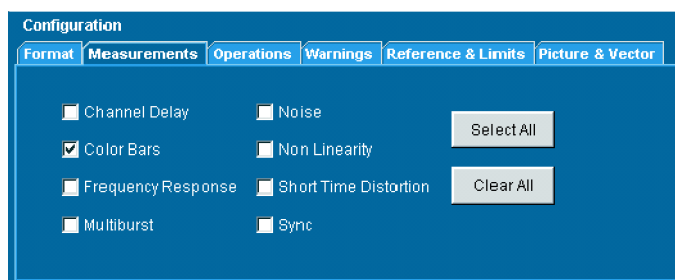 Configuration
Format Measurements Operations Warnings Reference & Limits Picture & Vector
Channel Delay Noise
Select All
Color Bars Non Linearity
Frequency Response Short Time Distortion Clear All
Multiburst Sync